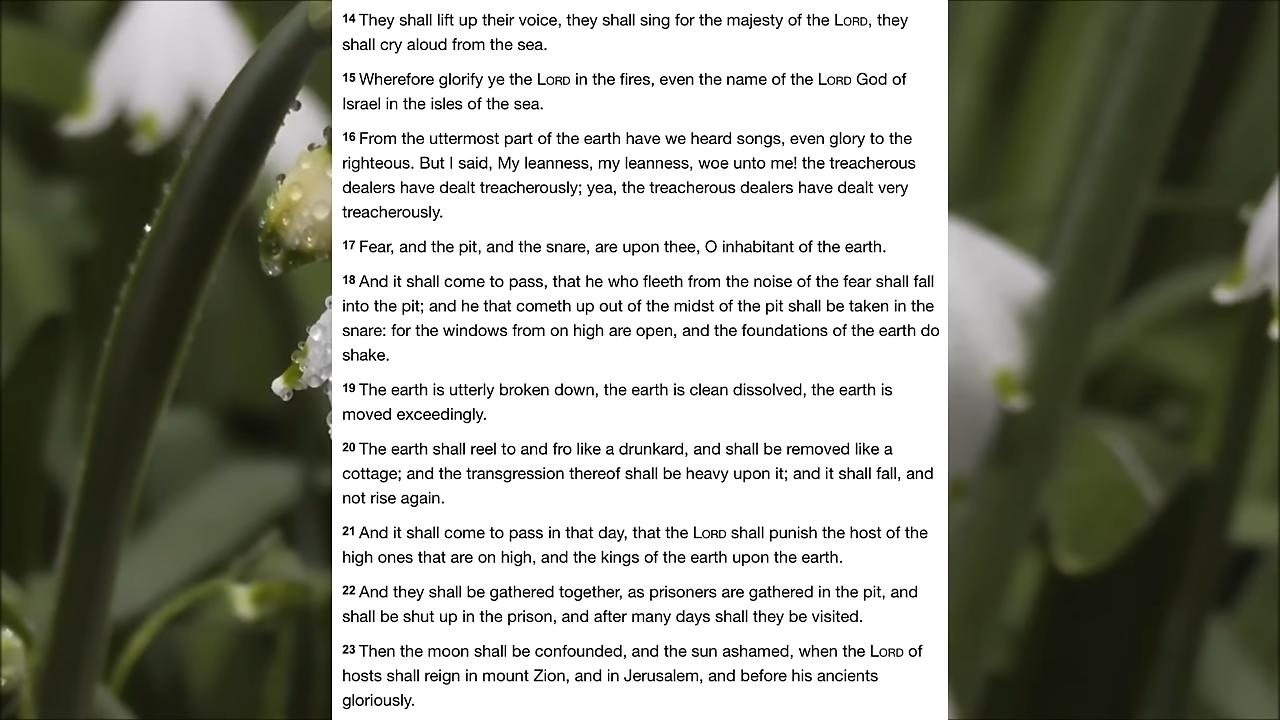 14 They shall lift up their voice, they shall sing for the majesty of the LORD, they
shall cry aloud from the sea.
15 Wherefore glorify ye the LORD in the fires, even the name of the LORD God of
Israel in the isles of the sea.
16 From the uttermost part of the earth have we heard songs, even glory to the
righteous. But I said, My leanness, my leanness, woe unto me! the treacherous
dealers have dealt treacherously; yea, the treacherous dealers have dealt very
treacherously.
17 Fear, and the pit, and the snare, are upon thee, O inhabitant of the earth.
18 And it shall come to pass, that he who fleeth from the noise of the fear shall fall
into the pit; and he that cometh up out of the midst of the pit shall be taken in the
snare: for the windows from on high are open, and the foundations of the earth do
shake.
19 The earth is utterly broken down, the earth is clean dissolved, the earth is
moved exceedingly.
20 The earth shall reel to and fro like a drunkard, and shall be removed like a
cottage; and the transgression thereof shall be heavy upon it; and it shall fall, and
not rise again.
21 And it shall come to pass in that day, that the LORD shall punish the host of the
high ones that are on high, and the kings of the earth upon the earth.
22 And they shall be gathered together, as prisoners are gathered in the pit, and
shall be shut up in the prison, and after many days shall they be visited.
23 Then the moon shall be confounded, and the sun ashamed, when the LORD of
hosts shall reign in mount Zion, and in Jerusalem, and before his ancients
gloriously.